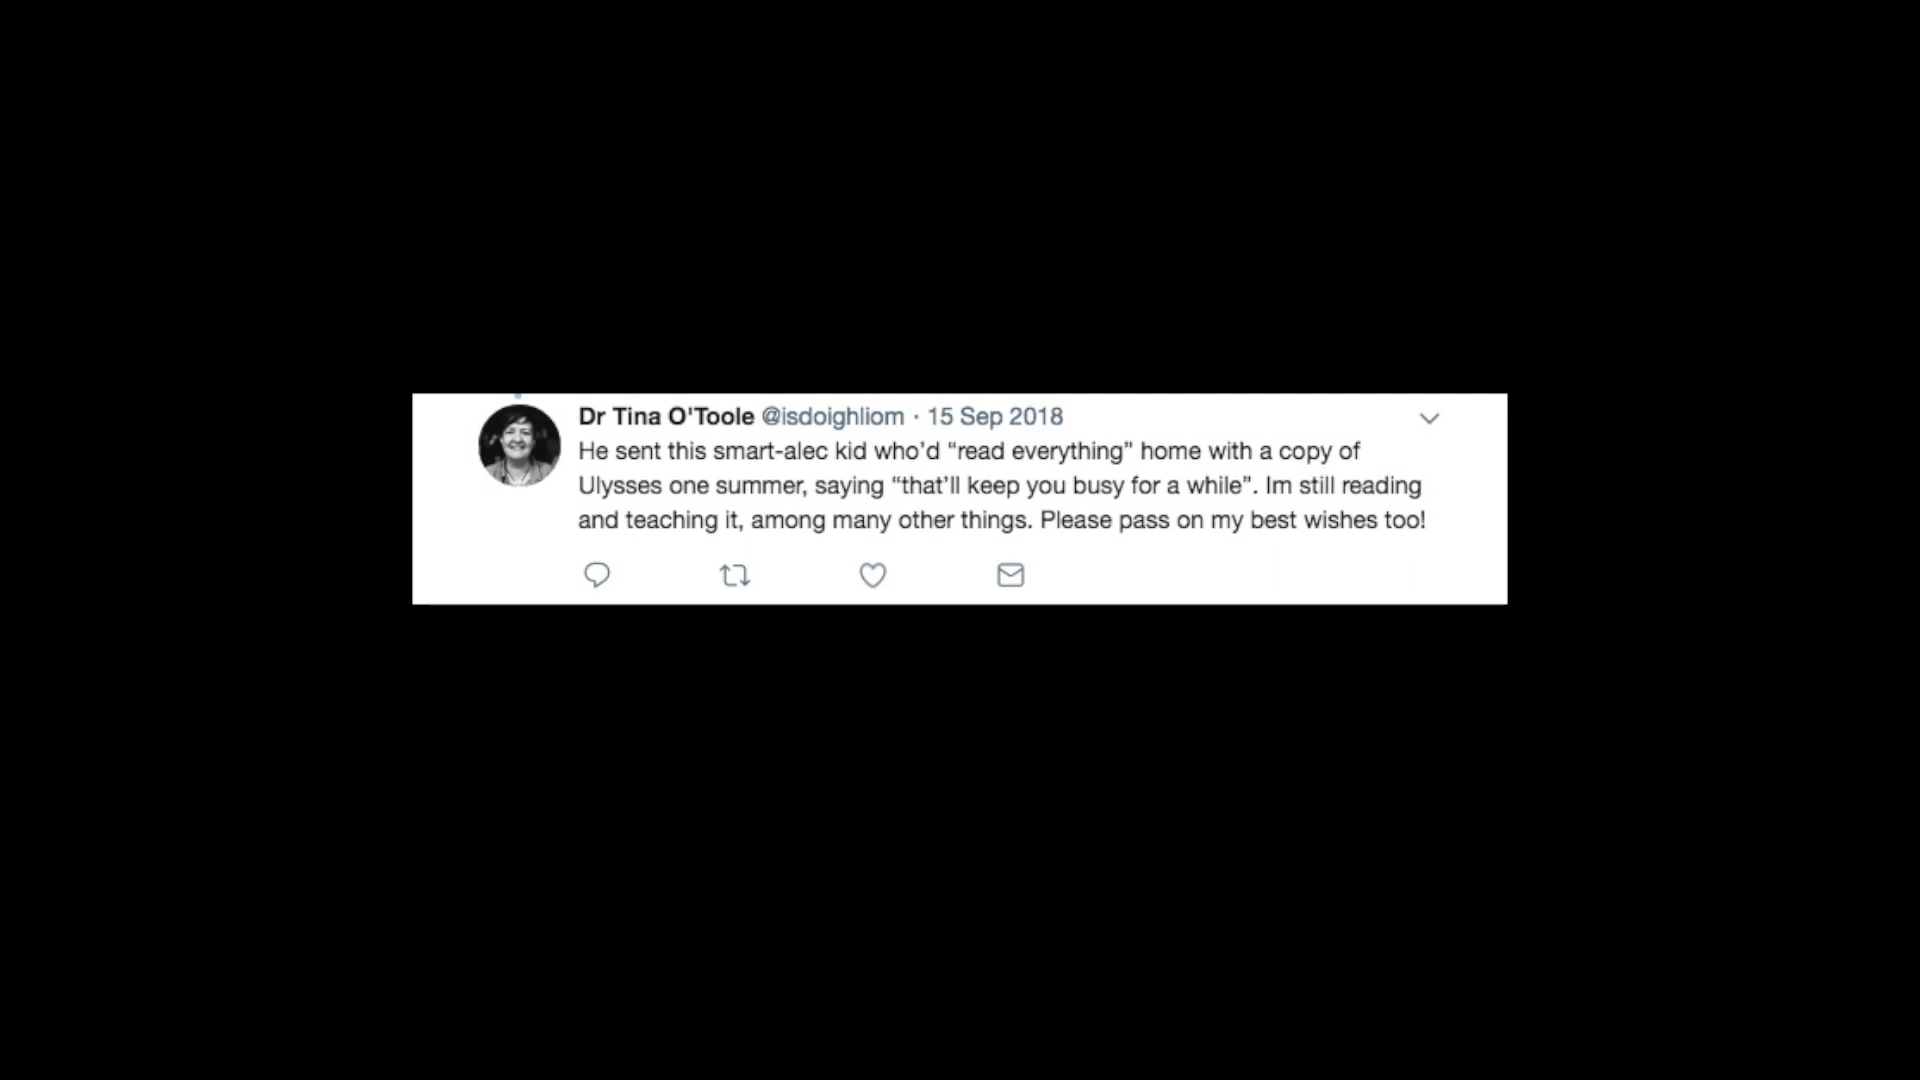 Dr Tina O'Toole @isdoighliom · 15 Sep 2018
He sent this smart-alec kid who’d “read everything” home with a copy of
Ulysses one summer, saying “that’ll keep you busy for a while”. Im still reading
and teaching it, among many other things. Please pass on my best wishes too!